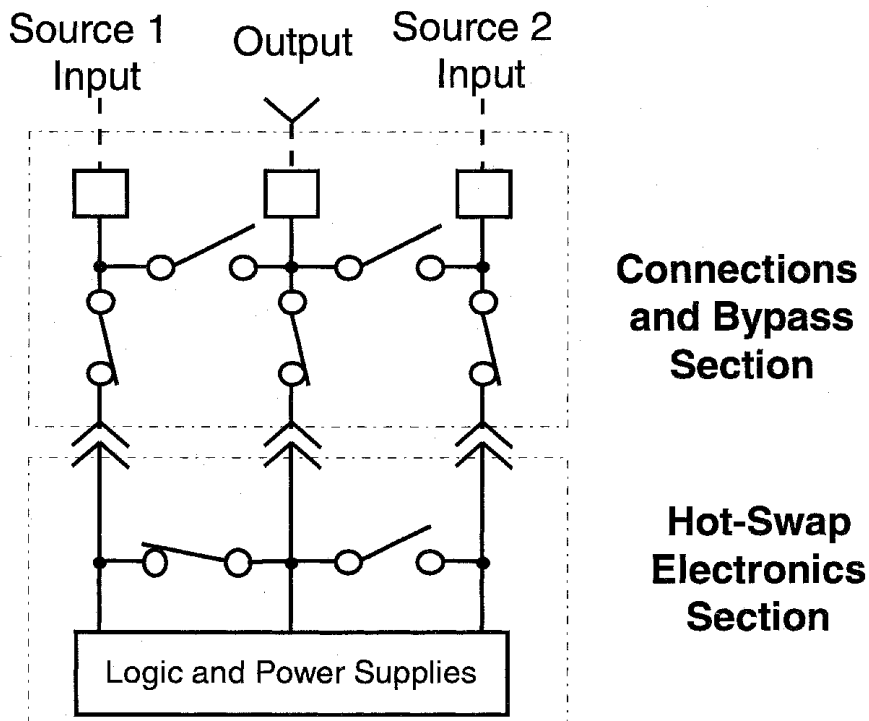 Source 1
Input
Output
Source 2
Input
Connections
and Bypass
Section
Hot-Swap
Electronics
Section
Logic and Power Supplies